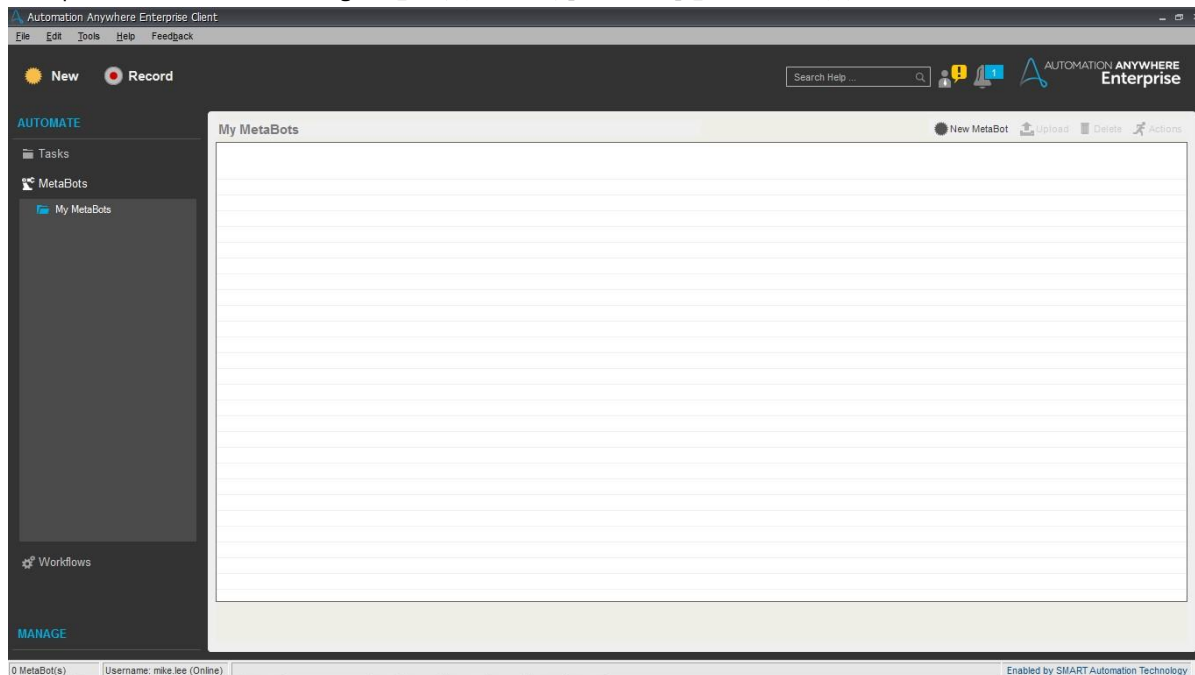 Automation Anywhere Enterprise Client
File Edit Tools Help Feedback
New Record
Search Help ...
1
AUTOMATION ANYWHERE
Enterprise
AUTOMATE
My MetaBots
New MetaBot Upload Delete Actions
Tasks
MetaBots
My MetaBots
Workflows
MANAGE
0 MetaBot(s) Username: mike.lee (Online) Enabled by SMART Automation Technology